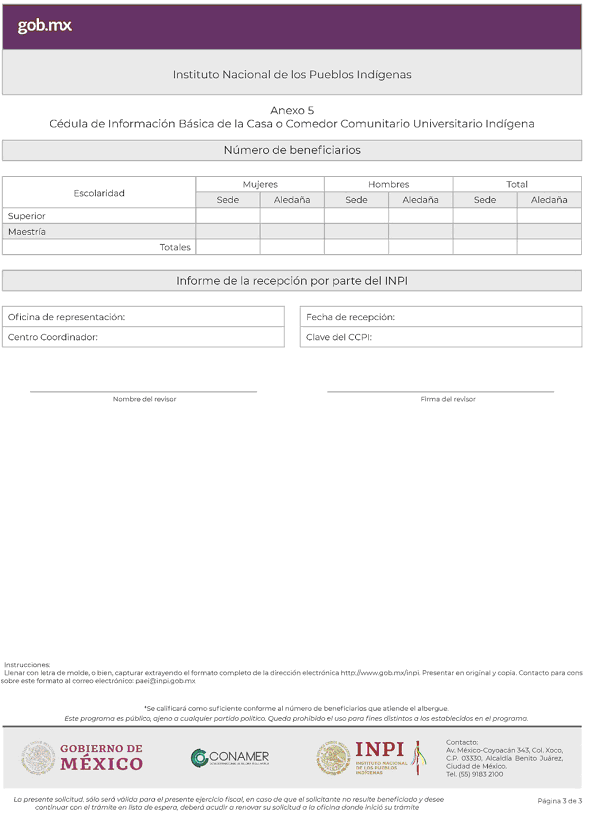 gob.mx
Instituto Nacional de los Pueblos Indígenas
Anexo 5
Cédula de Información Básica de la Casa o Comedor Comunitario Universitario Indígena
Número de beneficiarios
Escolaridad Mujeres Hombres Total
Sede Aledaña Sede Aledaña Sede Aledaña
Superior
Maestría
Totales
Informe de la recepción por parte del INPI
Oficina de representación: Fecha de recepción:
Centro Coordinador: Clave del CCPI:
Nombre del revisor Firma del revisor
Instrucciones:
Llenar con letra de molde, o bien, capturar extrayendo el formato completo de la dirección electrónica http://www.gob.mx/inpi. Presentar en original y copia. Contacto para cons
sobre este formato al correo electrónico: paei@inpi.gob.mx
*Se calificará como suficiente conforme al número de beneficiarios que atiende el albergue.
Este programa es público, ajeno a cualquier partido político. Queda prohibido el uso para fines distintos a los establecidos en el programa.
GOBIERNO DE
MÉXICO
CONAMER
INPI
INSTITUTO NACIONAL
DE LOS PUEBLOS
INDÍGENAS
Contacto:
Av. México-Coyoacán 343, Col. Xoco,
C.P. 03330, Alcaldía Benito Juárez,
Ciudad de México.
Tel. (55) 9183 2100
La presente solicitud, sólo será válida para el presente ejercicio fiscal, en caso de que el solicitante no resulte beneficiado y desee
continuar con el trámite en lista de espera, deberá acudir a renovar su solicitud a la oficina donde inició su trámite
Página 3 de 3